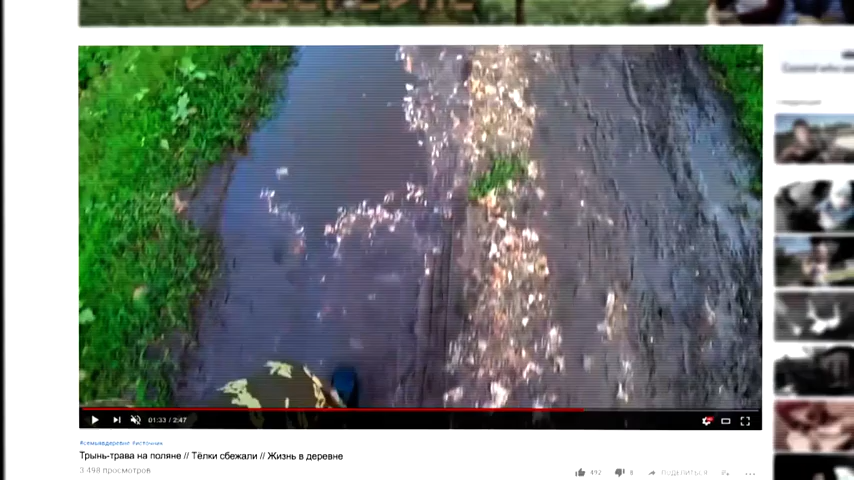 01:33 / 2:47
#семьявдеревне #источник
Трынь-трава на поляне // Тёлки сбежали // Жизнь в деревне
3 498 просмотров
492
8
ПОДЕЛИТЬСЯ